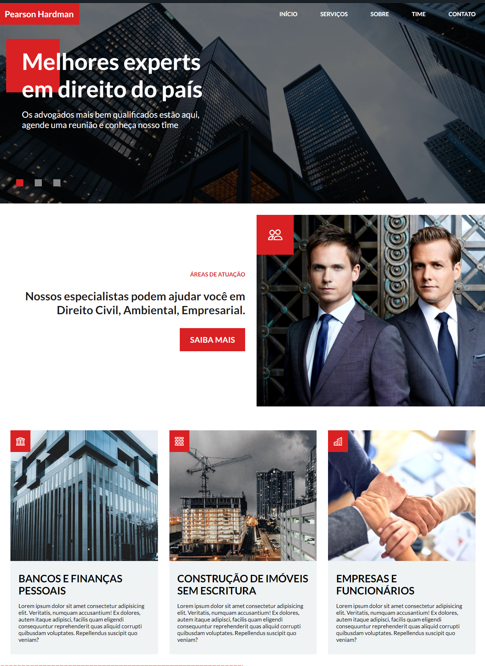 Pearson Hardman
INÍCIO SERVIÇOS SOBRE TIME CONTATO
Melhores experts
em direito do país
Os advogados mais bem qualificados estão aqui,
agende uma reunião e conheça nosso time
ÁREAS DE ATUAÇÃO
Nossos especialistas podem ajudar você em
Direito Civil, Ambiental, Empresarial.
SAIBA MAIS
BANCOS E FINANÇAS
PESSOAIS
Lorem ipsum dolor sit amet consectetur adipisicing
elit. Veritatis, numquam accusantium! Ex dolores,
autem itaque adipisci, facilis quam eligendi
consequuntur reprehenderit quas aliquid corrupti
quibusdam voluptates. Repellendus suscipit quo
veniam?
CONSTRUÇÃO DE IMÓVEIS
SEM ESCRITURA
Lorem ipsum dolor sit amet consectetur adipisicing
elit. Veritatis, numquam accusantium! Ex dolores,
autem itaque adipisci, facilis quam eligendi
consequuntur reprehenderit quas aliquid corrupti
quibusdam voluptates. Repellendus suscipit quo
veniam?
EMPRESAS E
FUNCIONÁRIOS
Lorem ipsum dolor sit amet consectetur adipisicing
elit. Veritatis, numquam accusantium! Ex dolores,
autem itaque adipisci, facilis quam eligendi
consequuntur reprehenderit quas aliquid corrupti
quibusdam voluptates. Repellendus suscipit quo
veniam?